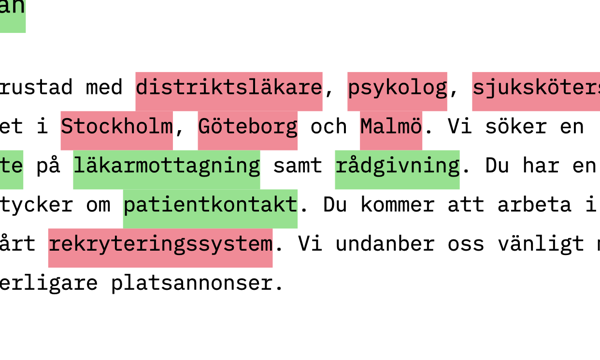 an
rustad med distriktsläkare, psykolog, sjuksköters
et i Stockholm, Göteborg och Malmö. Vi söker en
te på läkarmottagning samt rådgivning. Du har en
tycker om patientkontakt. Du kommer att arbeta i
årt rekryteringssystem. Vi undanber oss vänligt
erligare platsannonser.